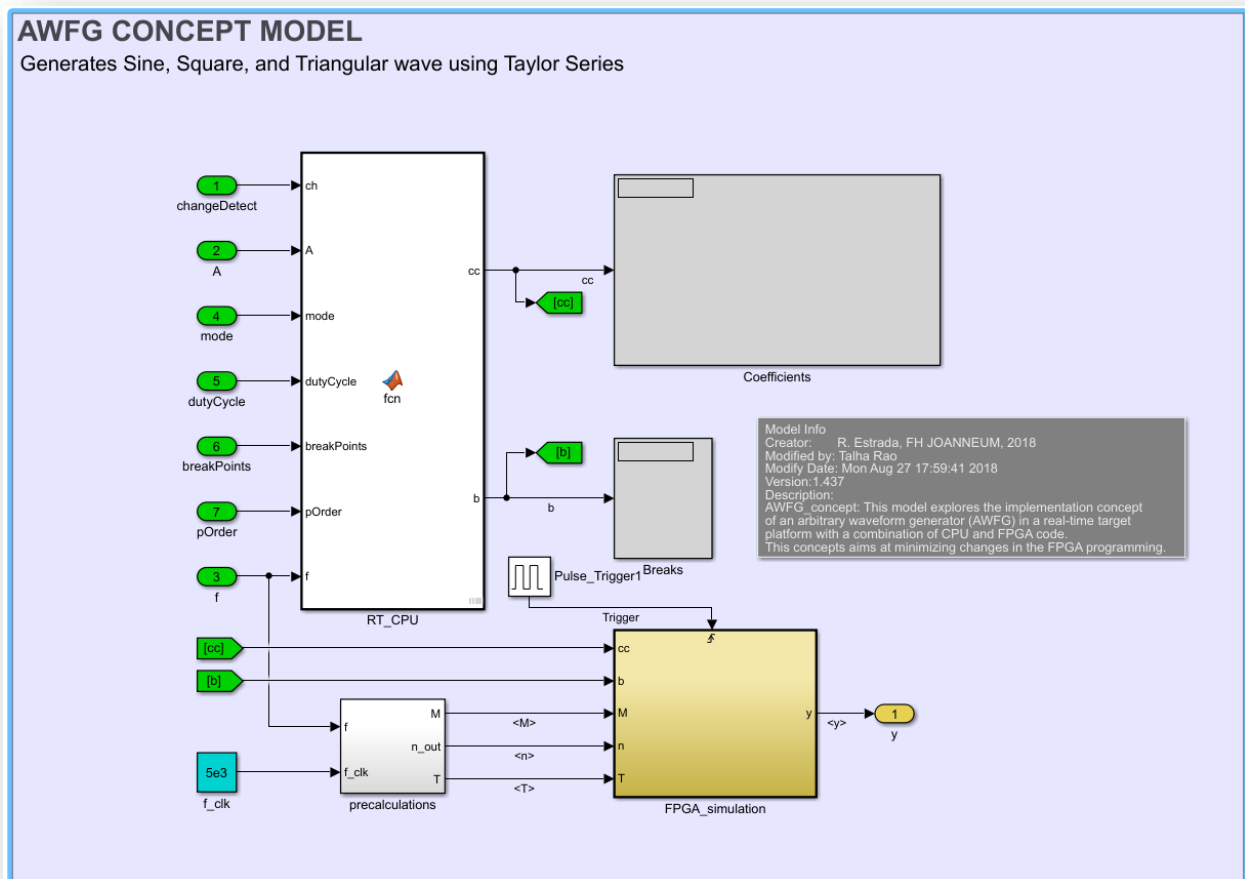 AWFG CONCEPT MODEL
Generates Sine, Square, and Triangular wave using Taylor Series
1
changeDetect
2
A
4
mode
5
dutyCycle
6
breakPoints
7
pOrder
3
f
ch
A
mode
dutyCycle
breakPoints
pOrder
f
fcn
cc
b
RT_CPU
cc
[cc]
Coefficients
[b]
b
Breaks
Model Info
Creator: R. Estrada, FH JOANNEUM, 2018
Modified by: Talha Rao
Modify Date: Mon Aug 27 17:59:41 2018
Version:1.437
Description:
AWFG_concept: This model explores the implementation concept
of an arbitrary waveform generator (AWFG) in a real-time target
platform with a combination of CPU and FPGA code.
This concepts aims at minimizing changes in the FPGA programming.
Pulse_Trigger1
Trigger
[cc]
[b]
5e3
f_clk
f
f_clk
M
n_out
T
precalculations
<M>
<n>
<T>
cc
b
M
n
T
y
FPGA_simulation
<y>
1
y